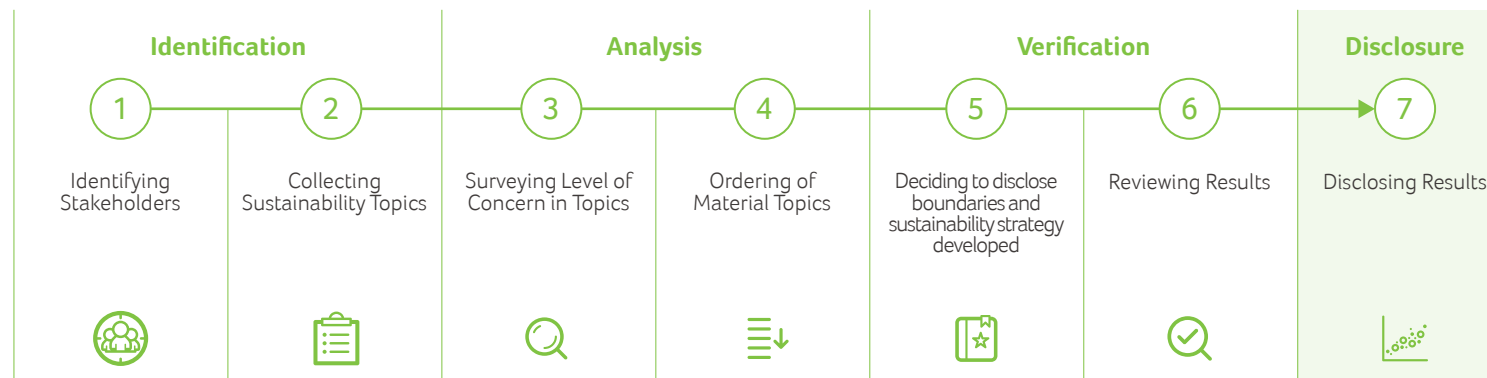 Identification
Analysis
Verification
Disclosure
1
2
3
4
5
6
7
Identifying
Stakeholders
Collecting
Sustainability Topics
Surveying Level of
Concern in Topics
Ordering of
Material Topics
Deciding to disclose
boundaries and
sustainability strategy
developed
Reviewing Results
Disclosing Results